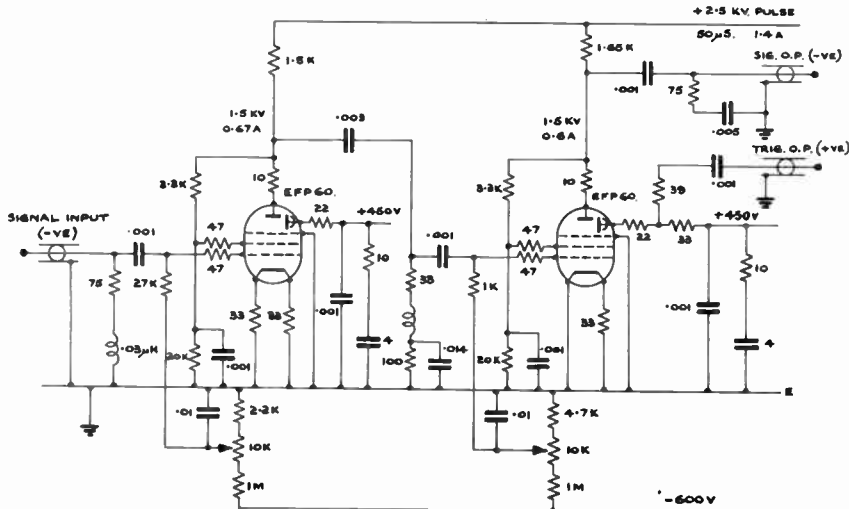 +2.5 KV. PULSE
50μS. 1.4 A
SIG. O.P. (-VE)
1.8K
1.65K
.001
75
.005
.003
1.5 KV
0.67A
1.5 KV
0.6A
TRIG. O.P. (+VE)
.001
3.3K
10
EFP60.
22
+450V
3.3K
10
EFP60.
39
22
33
+450V
SIGNAL INPUT
(-VE)
.001
47
47
.001
47
47
10
10
75
27K
33
33
.001
33
1K
33
.001
.03μH
20K
.001
4
100
.014
20K
.001
4
E
.01
2.2K
.01
4.7K
10K
10K
1M
1M
-600V